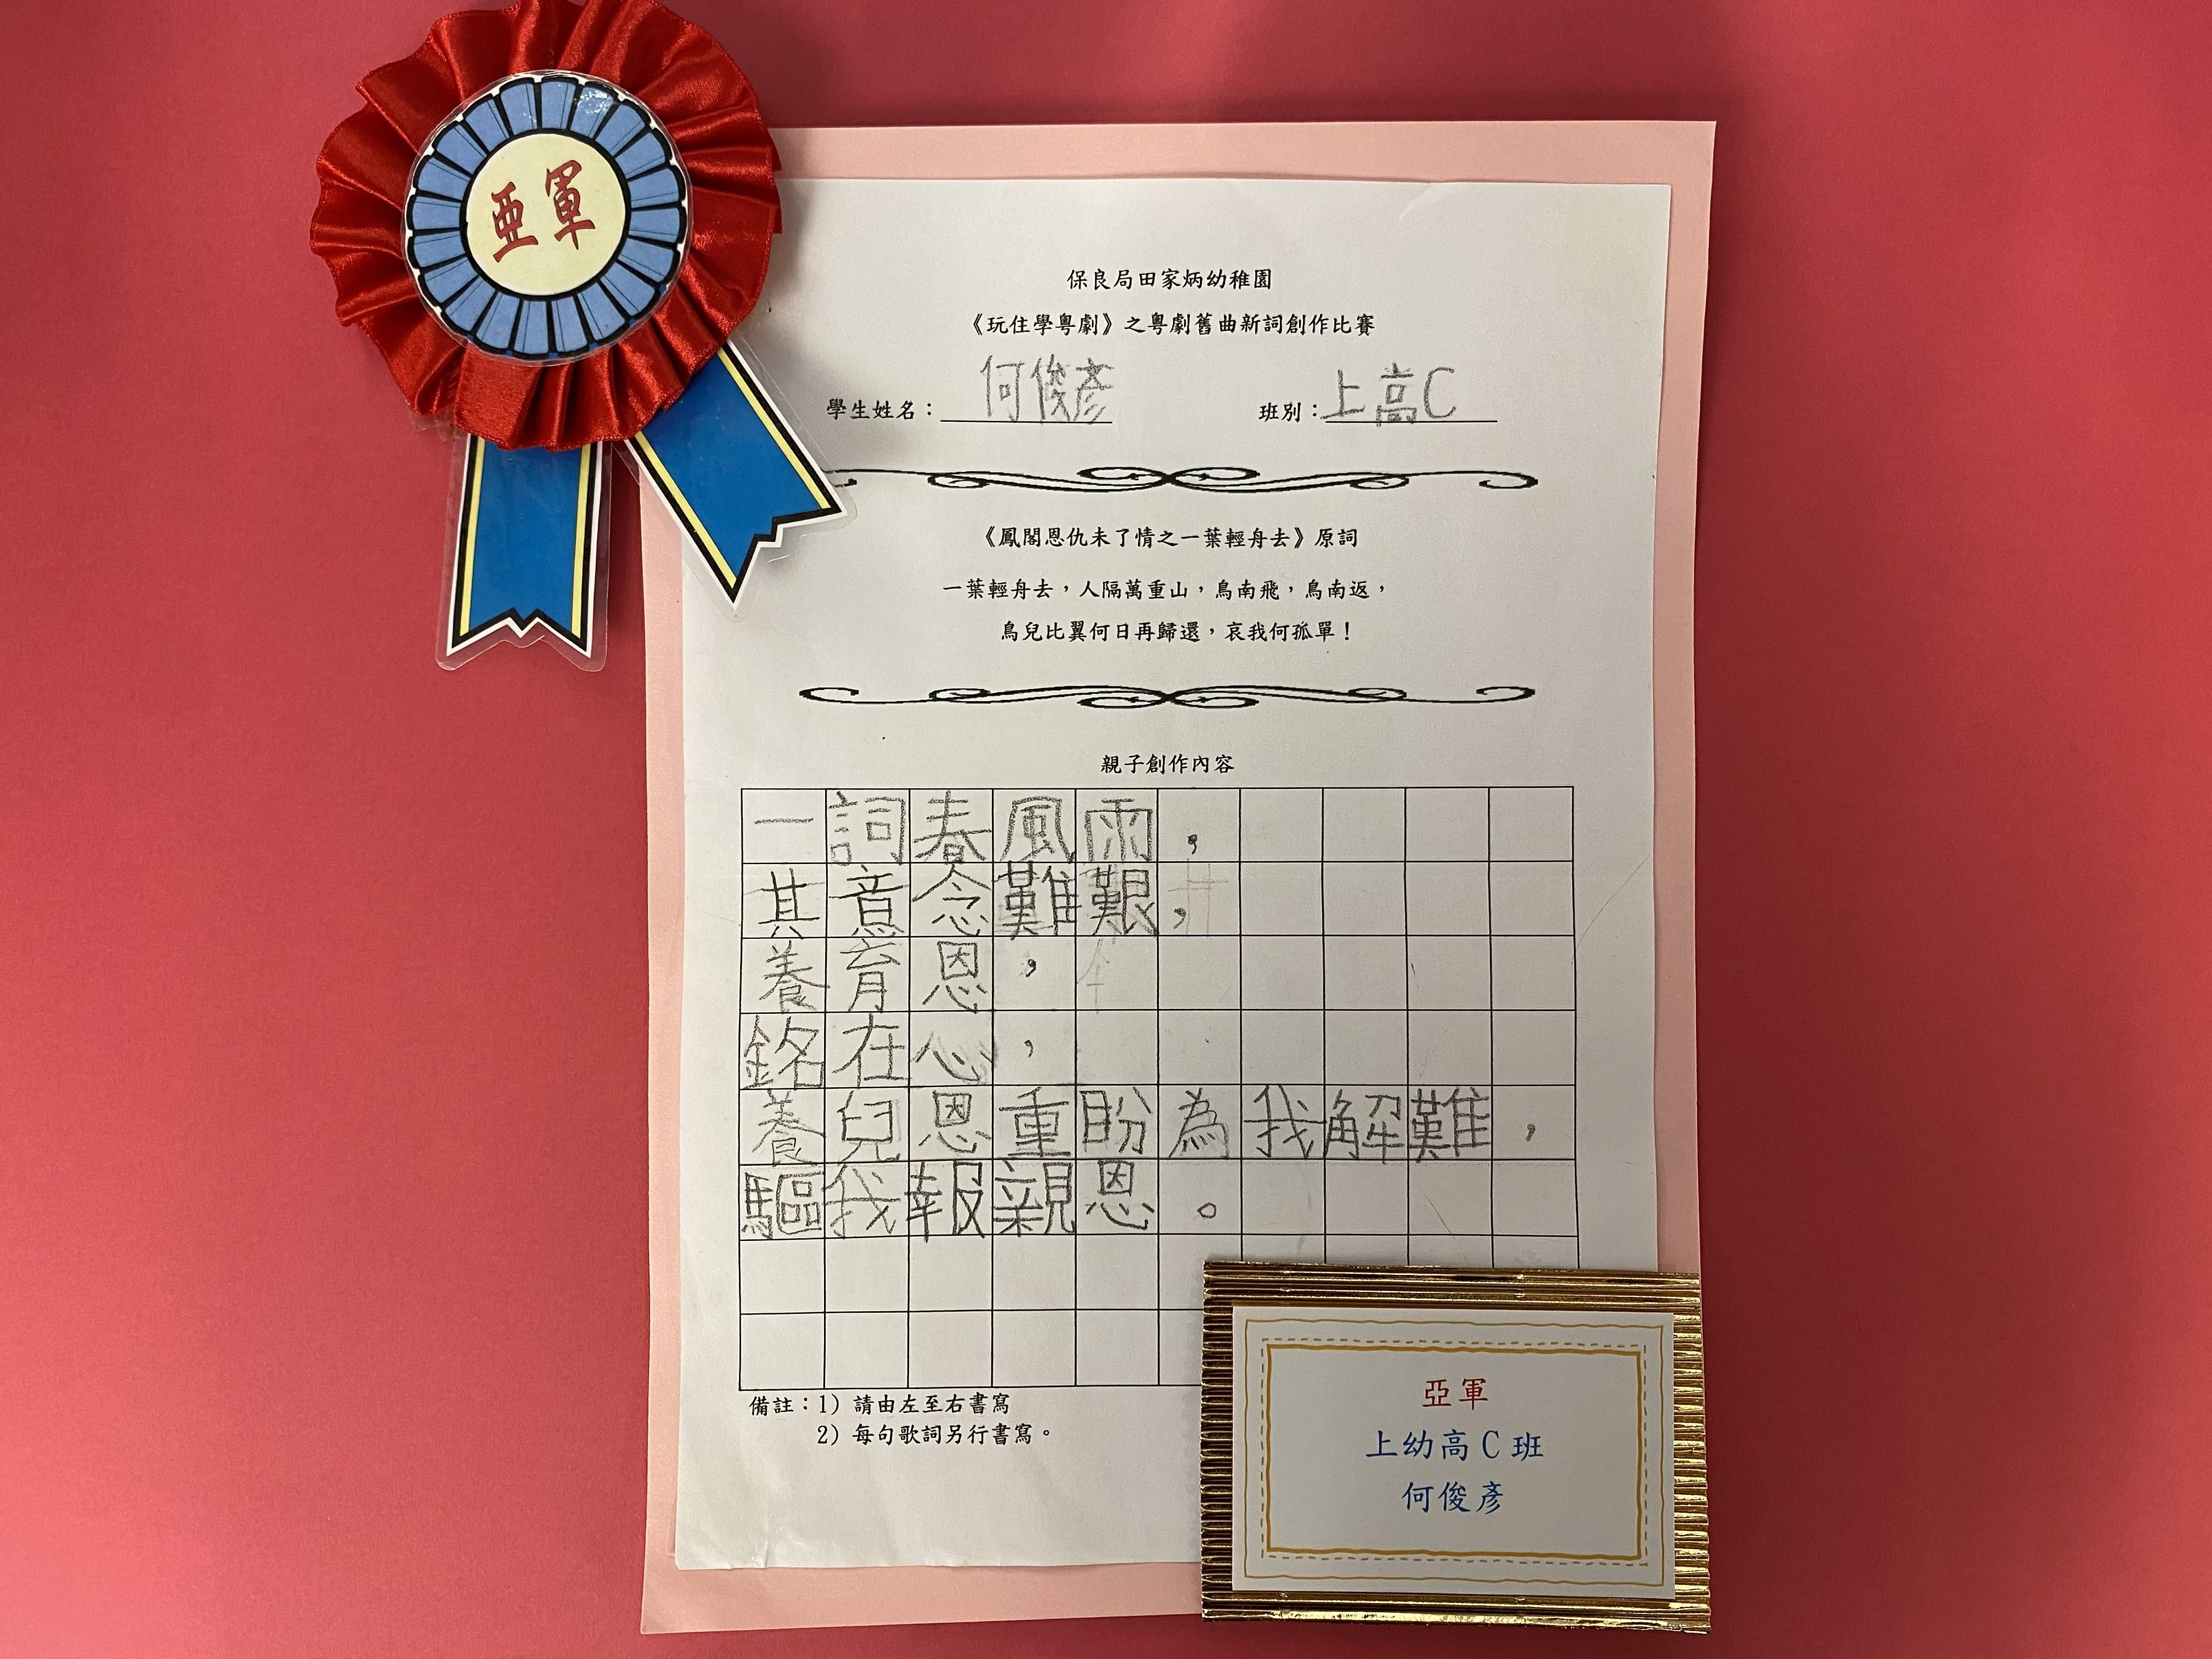 亞軍
保良局田家炳幼稚園
《玩住學粵劇》之粵劇舊曲新詞創作比賽
學生姓名：何俊彥 班別：上高C
《鳳閣恩仇未了情之一葉輕舟去》原詞
一葉輕舟去，人隔萬重山，鳥南飛，鳥南返，
鳥兒比翼何日再歸還，哀我何孤單！
親子創作內容
一詞春風雨，
其意念難艱，
養育恩，
銘在心，
養兒恩重盼為我解難，
驅我報親恩。
備註：1) 請由左至右書寫
2) 每句歌詞另行書寫。
亞軍
上幼高C班
何俊彥